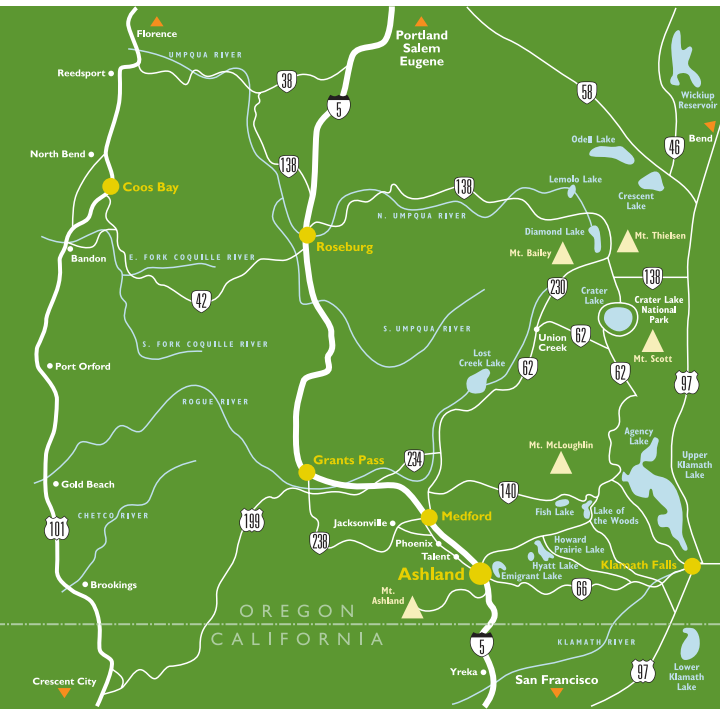 Florence
Portland
Salem
Eugene
UMPQUA RIVER
Reedsport
38
5
58
Wickiup
Reservoir
Bend
46
Odell Lake
North Bend
138
Lemolo Lake
Crescent
Lake
Coos Bay
138
N. UMPQUA RIVER
Diamond Lake
Mt. Thielsen
Roseburg
Mt. Bailey
Bandon
E. FORK COQUILLE RIVER
230
138
42
Crater
Lake
Crater Lake
National
Park
S. UMPQUA RIVER
Union
Creek
62
S. FORK COQUILLE RIVER
Lost
Creek Lake
Mt. Scott
Port Orford
62
62
97
ROGUE RIVER
Agency
Lake
Mt. McLoughlin
Grants Pass
234
Upper
Klamath
Lake
Gold Beach
140
CHETCO RIVER
Fish Lake
Lake of
the Woods
101
199
Jacksonville
Medford
238
Phoenix
Howard
Prairie Lake
Talent
Hyatt Lake
Klamath Falls
Ashland
Emigrant Lake
Brookings
Mt.
Ashland
66
OREGON
CALIFORNIA
5
KLAMATH RIVER
Yreka
97
Lower
Klamath
Lake
Crescent City
San Francisco